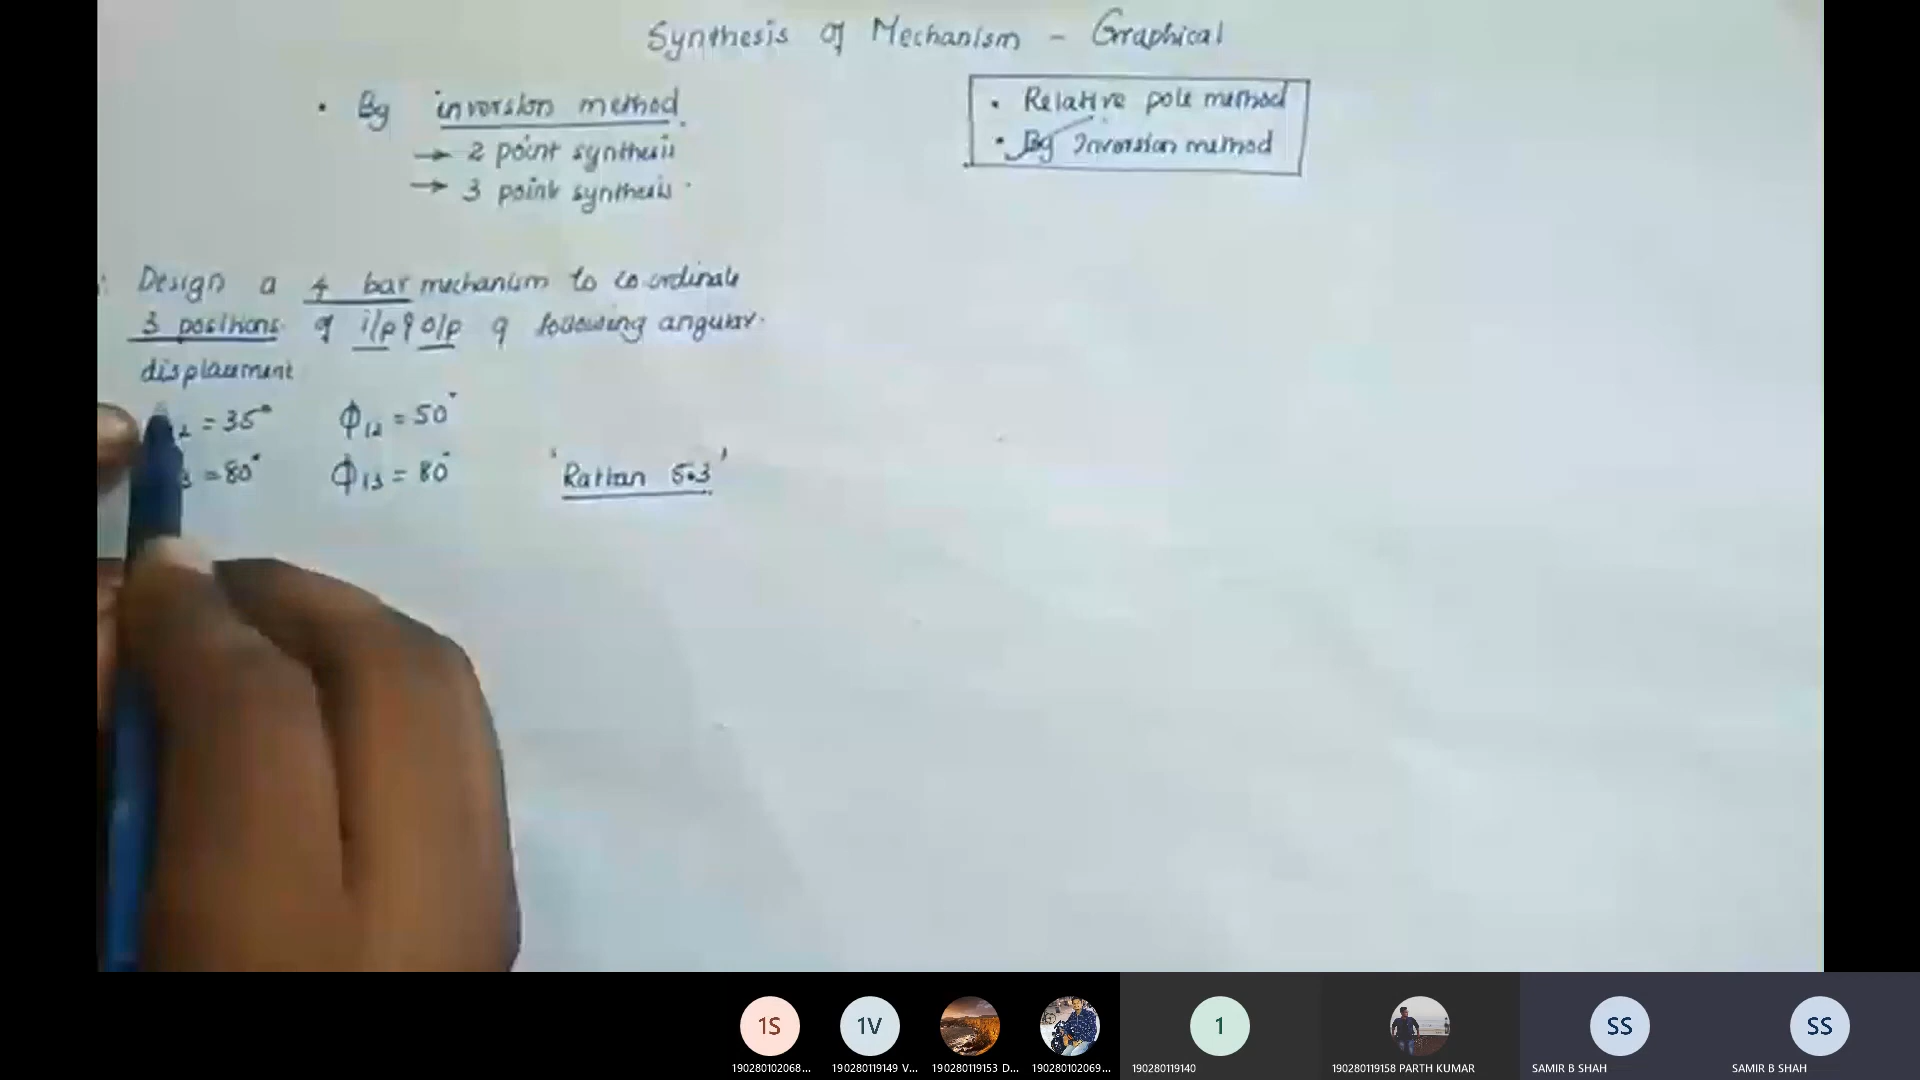 Synthesis of Mechanism - Graphical
• By inversion method
→ 2 point synthesis
→ 3 point synthesis
• Relative pole method
• By Inversion method
Design a 4 bar mechanism to co-ordinate
3 positions of i/p & o/p of following angular
displacement
= 35° ϕ12 = 50°
= 80° ϕ13 = 80°
'Rattan 5.3'
1S 1V 1 SS SS
190280102068... 190280119149 V... 190280119153 D... 190280102069... 190280119140 190280119158 PARTH KUMAR SAMIR B SHAH SAMIR B SHAH